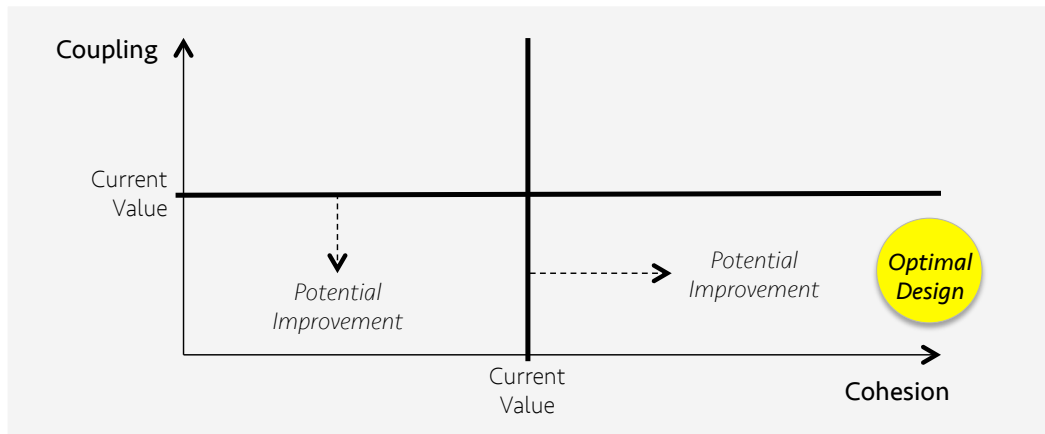 Coupling
Current
Value
Potential
Improvement
Potential
Improvement
Optimal
Design
Current
Value
Cohesion